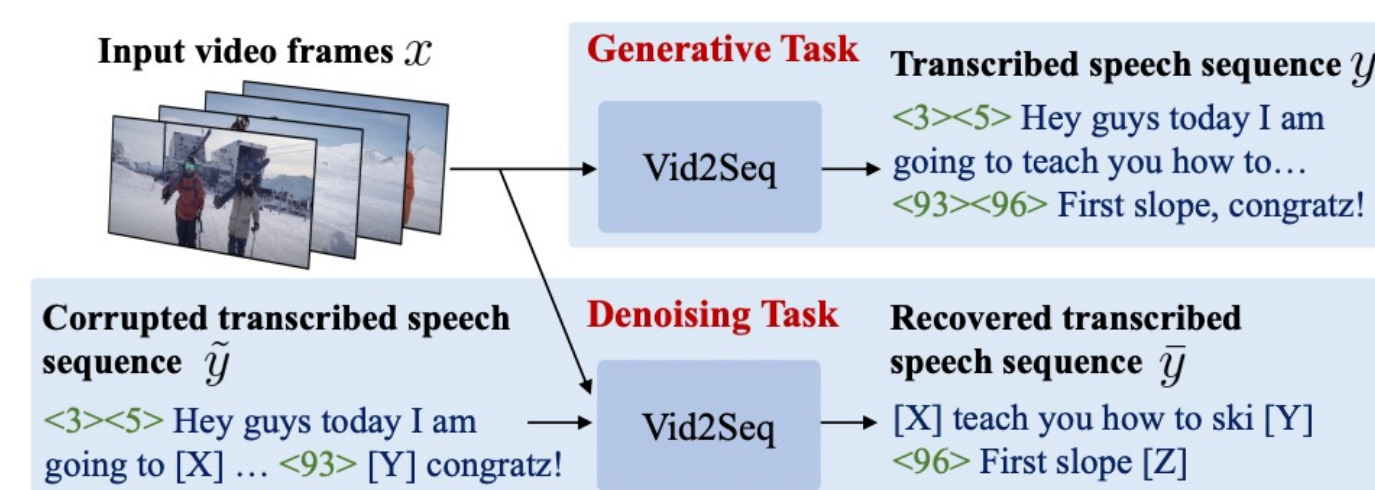 Input video frames x
Generative Task
Vid2Seq
Transcribed speech sequence y
<3><5> Hey guys today I am
going to teach you how to…
<93><96> First slope, congratz!
Corrupted transcribed speech
sequence ỹ
<3><5> Hey guys today I am
going to [X] … <93> [Y] congratz!
Denoising Task
Vid2Seq
Recovered transcribed
speech sequence ȳ
[X] teach you how to ski [Y]
<96> First slope [Z]